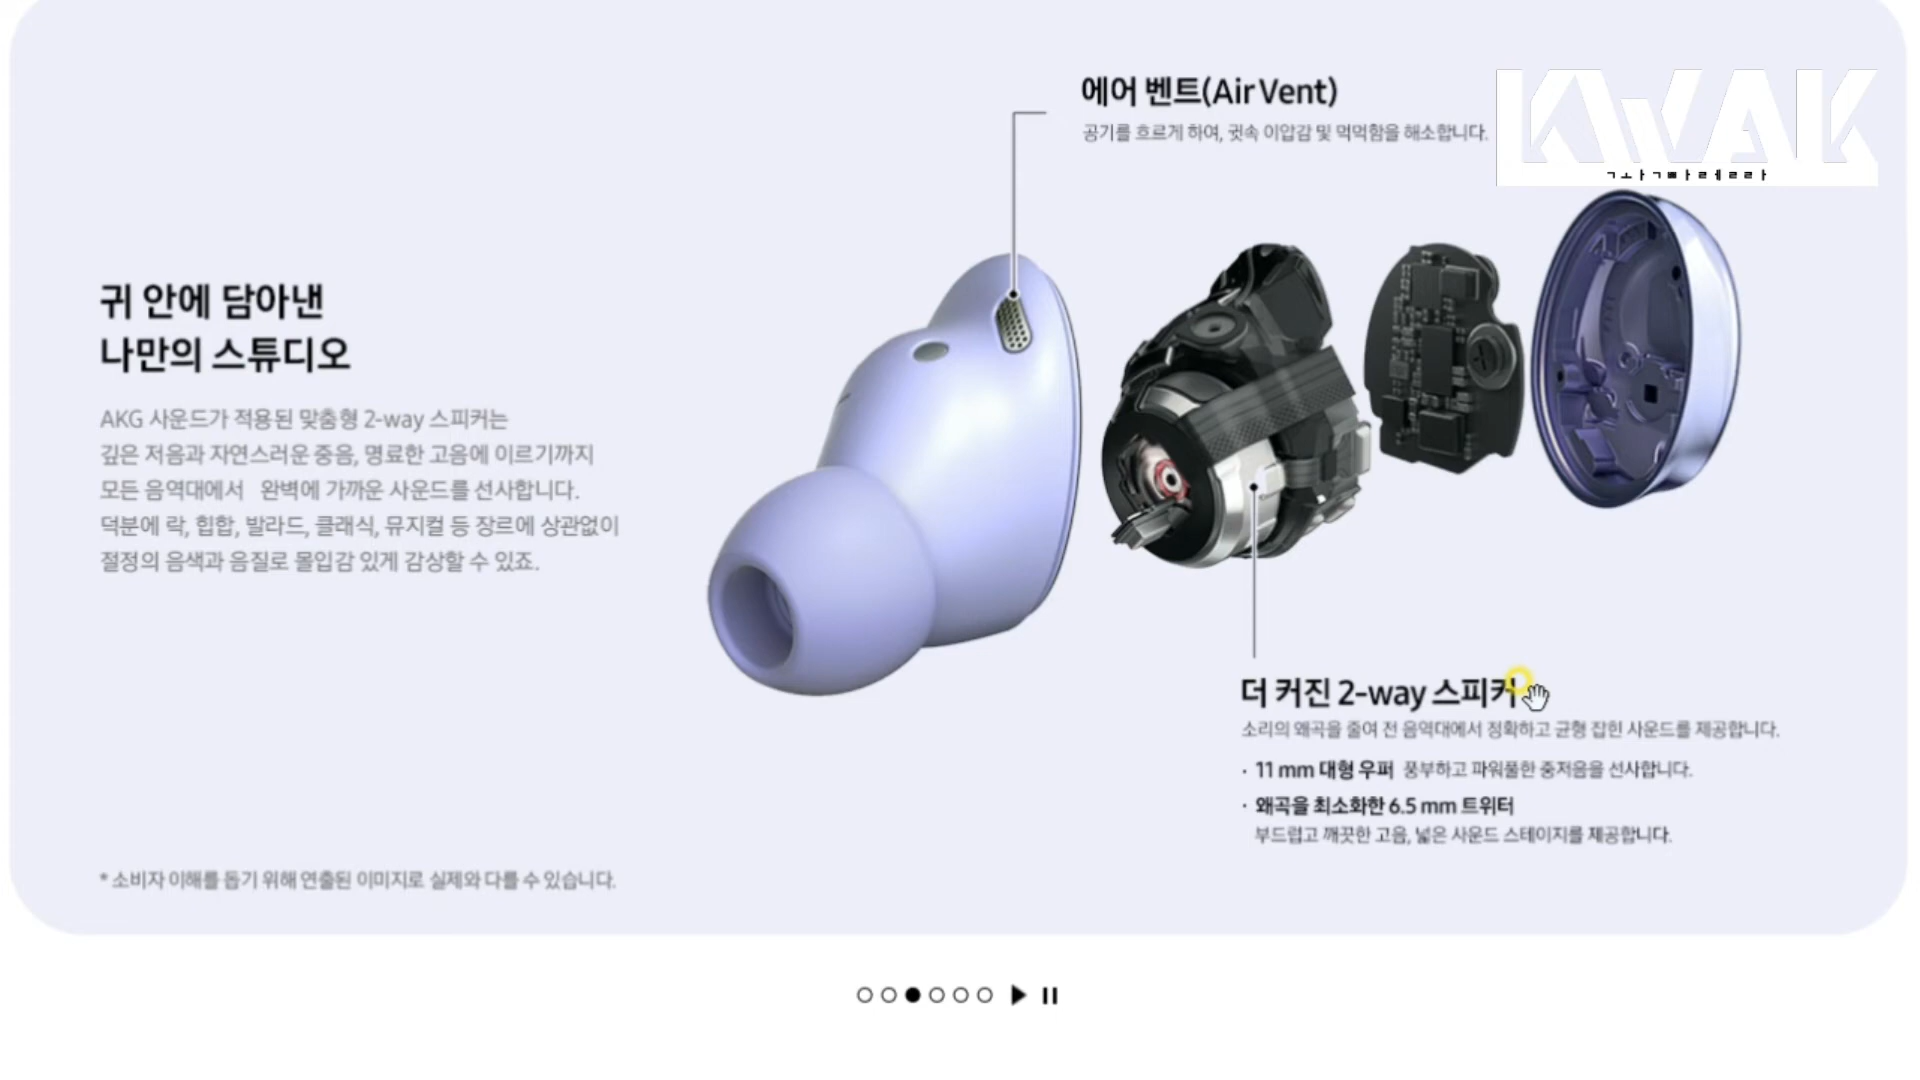 에어 벤트(Air Vent)
공기를 흐르게 하여, 귓속 이압감 및 먹먹함을 해소합니다.
KWAK
ㄱㅗㅏㄱㅃㅏㄹㅔㄹㄹㅏ
귀 안에 담아낸
나만의 스튜디오
AKG 사운드가 적용된 맞춤형 2-way 스피커는
깊은 저음과 자연스러운 중음, 명료한 고음에 이르기까지
모든 음역대에서 완벽에 가까운 사운드를 선사합니다.
덕분에 락, 힙합, 발라드, 클래식, 뮤지컬 등 장르에 상관없이
절정의 음색과 음질로 몰입감 있게 감상할 수 있죠.
더 커진 2-way 스피커
소리의 왜곡을 줄여 전 음역대에서 정확하고 균형 잡힌 사운드를 제공합니다.
· 11 mm 대형 우퍼 풍부하고 파워풀한 중저음을 선사합니다.
· 왜곡을 최소화한 6.5 mm 트위터
부드럽고 깨끗한 고음, 넓은 사운드 스테이지를 제공합니다.
* 소비자 이해를 돕기 위해 연출된 이미지로 실제와 다를 수 있습니다.